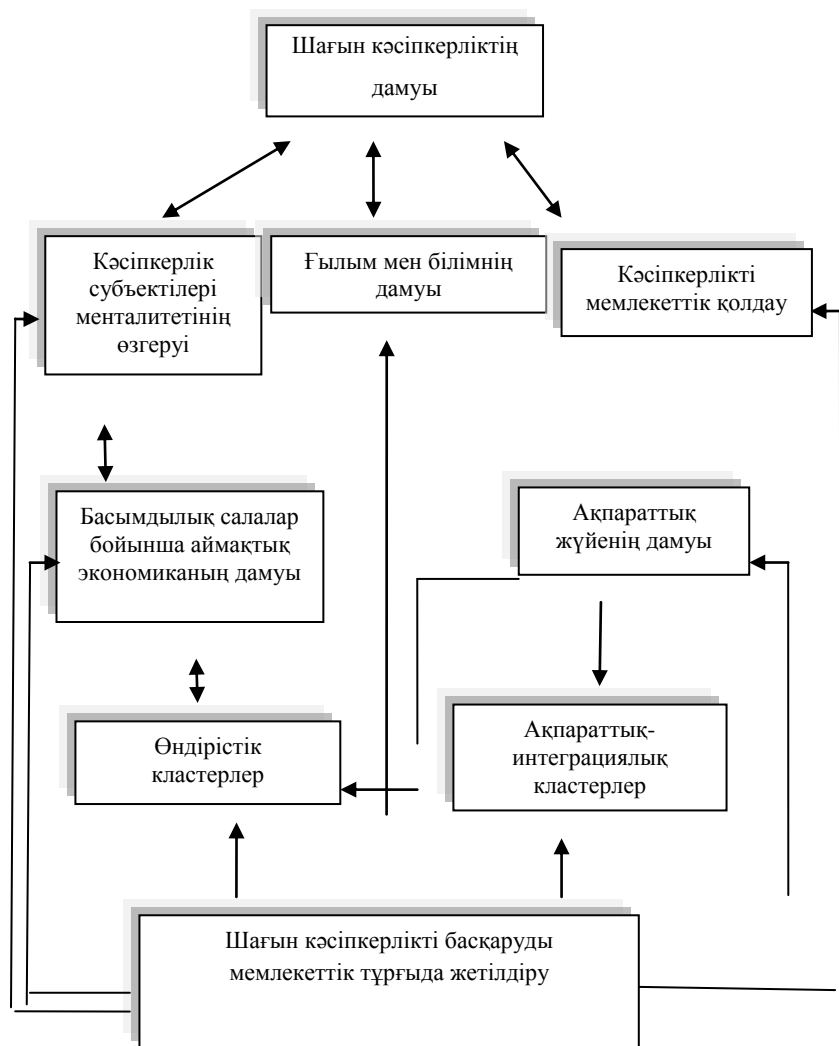 Шағын кәсіпкерліктің
дамуы
Кәсіпкерлік
субъектілері
менталитетінің
өзгеруі
Ғылым мен білімнің
дамуы
Кәсіпкерлікті
мемлекеттік қолдау
Басымдылық салалар
бойынша аймақтық
экономиканың дамуы
Ақпараттық
жүйенің дамуы
Өндірістік
кластерлер
Ақпараттық-
интеграциялық
кластерлер
Шағын кәсіпкерлікті басқаруды
мемлекеттік тұрғыда жетілдіру